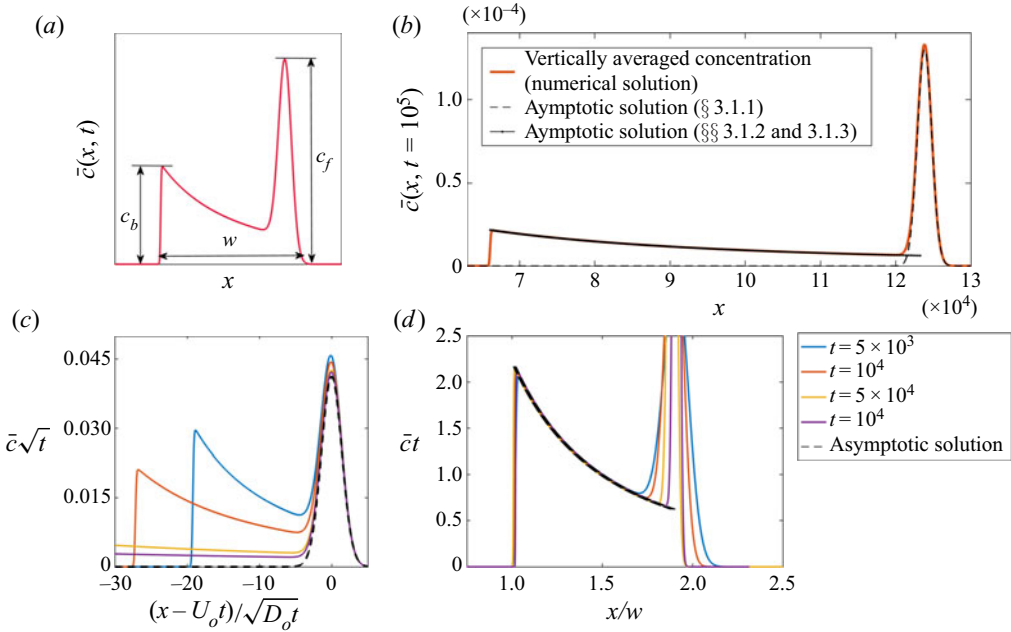 (a)
c̄(x, t)
c_b
w
c_f
x
(b)
(×10⁻⁴)
c̄(x, t = 10⁵)
1.0
0.5
0
Vertically averaged concentration
(numerical solution)
Aymptotic solution (§ 3.1.1)
Aymptotic solution (§§ 3.1.2 and 3.1.3)
7 8 9 10 11 12 13
x
(×10⁴)
(c)
c̄√t
0.045
0.030
0.015
0
–30 –20 –10 0
(x – U_o t)/√D_o t
(d)
c̄t
2.5
2.0
1.5
1.0
0.5
0
1.0 1.5 2.0 2.5
x/w
t = 5 × 10³
t = 10⁴
t = 5 × 10⁴
t = 10⁴
Asymptotic solution